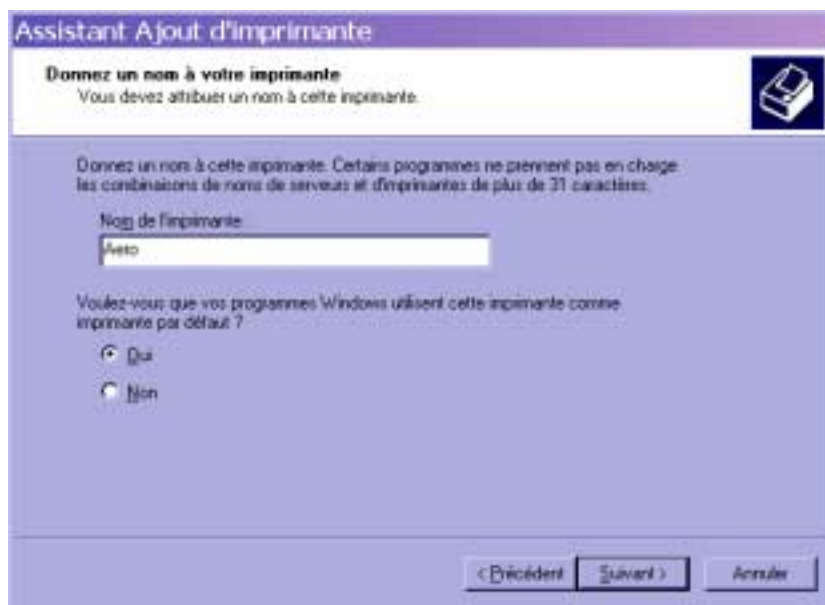 Assistant Ajout d'imprimante
Donnez un nom à votre imprimante
Vous devez attribuer un nom à cette imprimante.
Donnez un nom à cette imprimante. Certains programmes ne prennent pas en charge
les combinaisons de noms de serveurs et d'imprimantes de plus de 31 caractères.
Nom de l'imprimante :
Aero
Voulez-vous que vos programmes Windows utilisent cette imprimante comme
imprimante par défaut ?
Oui
Non
< Précédent Suivant > Annuler